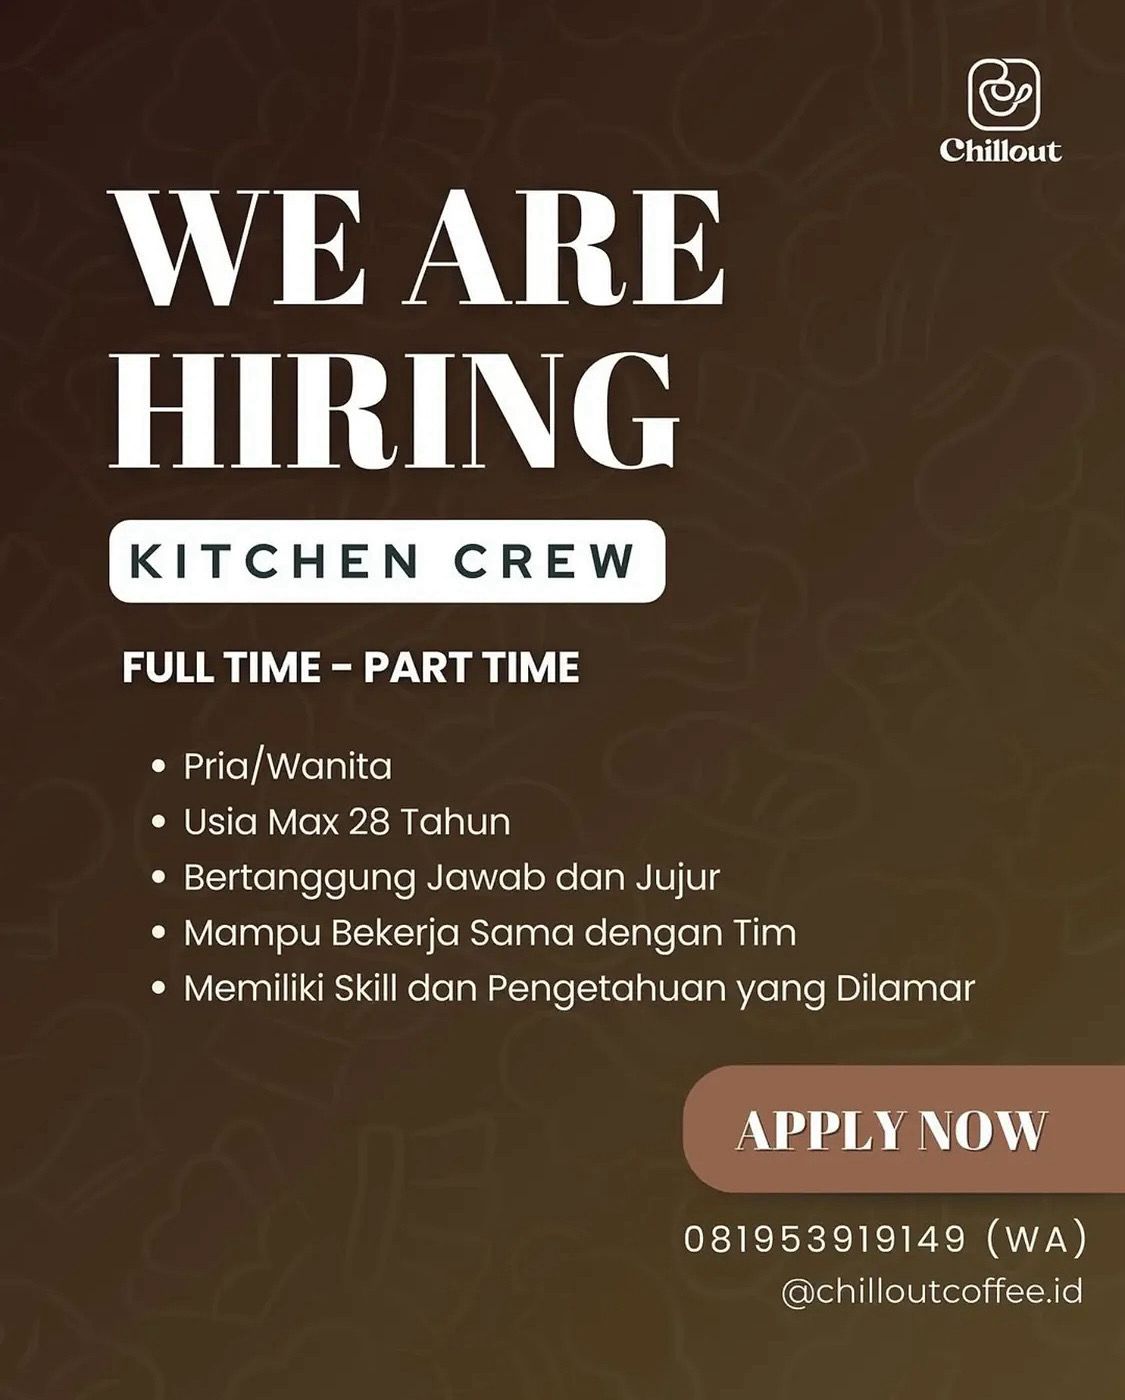 Chillout
WE ARE
HIRING
KITCHEN CREW
FULL TIME - PART TIME
• Pria/Wanita
• Usia Max 28 Tahun
• Bertanggung Jawab dan Jujur
• Mampu Bekerja Sama dengan Tim
• Memiliki Skill dan Pengetahuan yang Dilamar
APPLY NOW
081953919149 (WA)
@chilloutcoffee.id